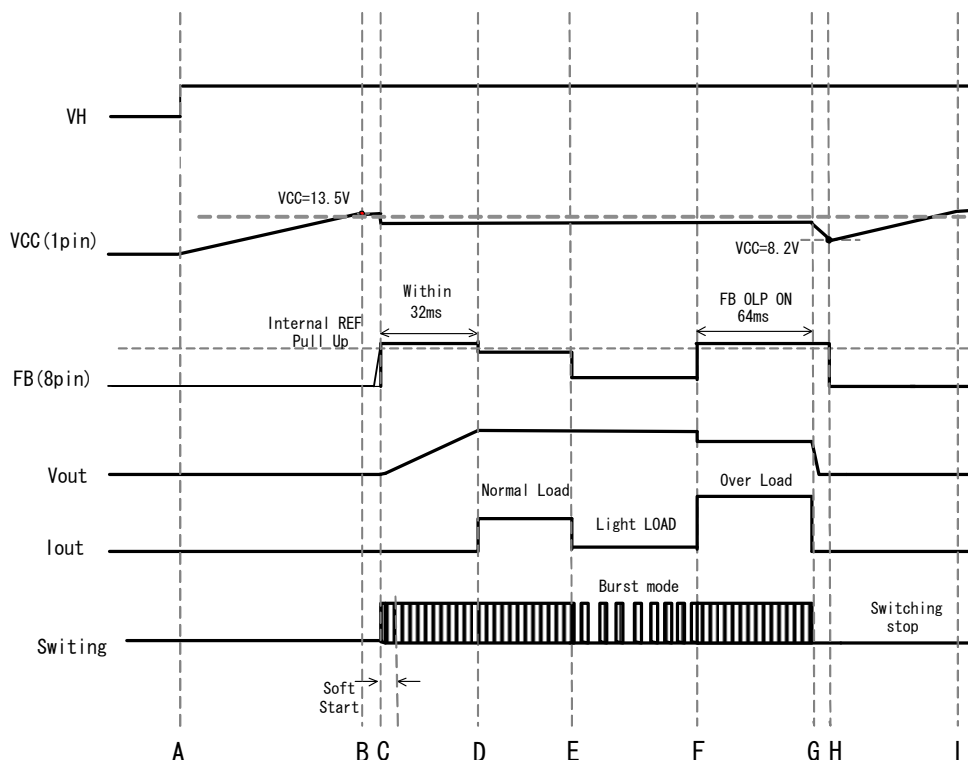 VH
VCC=13.5V
VCC(1pin)
VCC=8.2V
Within
32ms
FB OLP ON
64ms
Internal REF
Pull Up
FB(8pin)
Vout
Normal Load
Over Load
Light LOAD
Iout
Burst mode
Switing
Switching
stop
Soft
Start
A B C D E F G H I